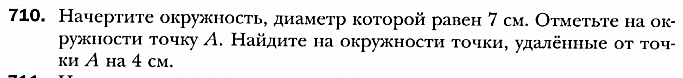 710. Начертите окружность, диаметр которой равен 7 см. Отметьте на ок-
ружности точку A. Найдите на окружности точки, удалённые от точ-
ки A на 4 см.